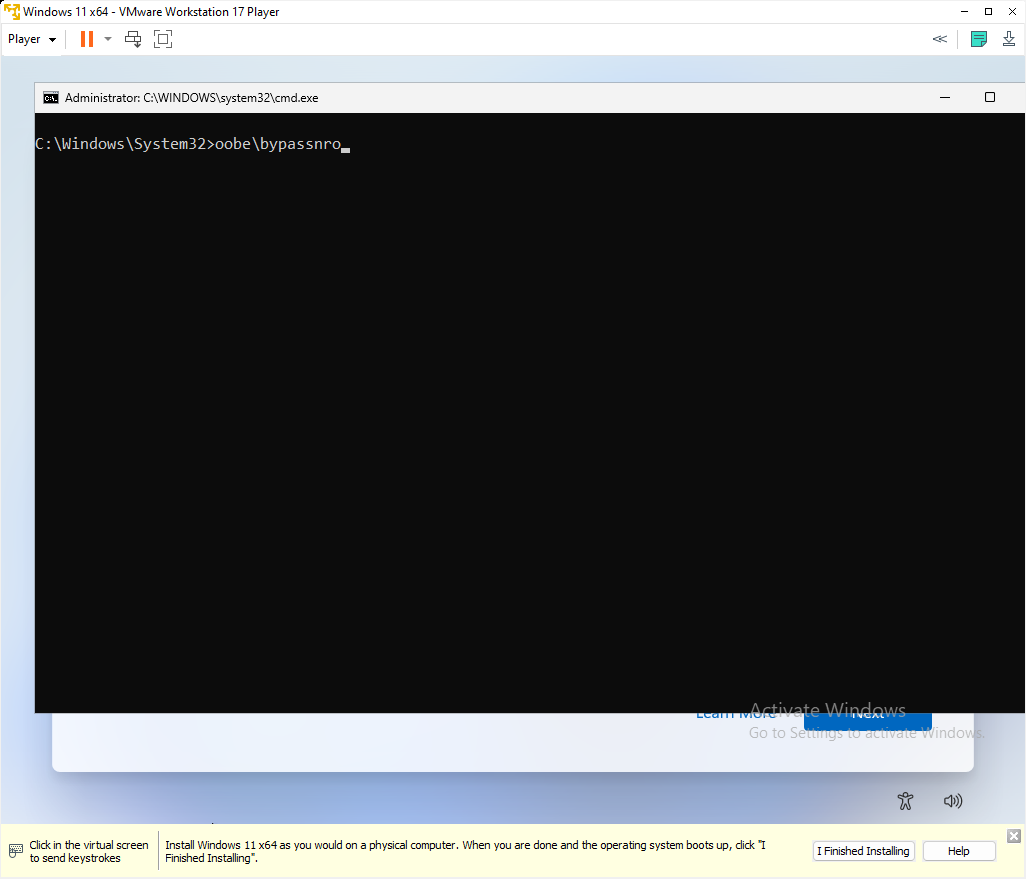 Windows 11 x64 - VMware Workstation 17 Player
Player
Administrator: C:\WINDOWS\system32\cmd.exe
C:\Windows\System32>oobe\bypassnro
Learn More
Next
Activate Windows
Go to Settings to activate Windows.
Click in the virtual screen
to send keystrokes
Install Windows 11 x64 as you would on a physical computer. When you are done and the operating system boots up, click "I
Finished Installing".
I Finished Installing
Help